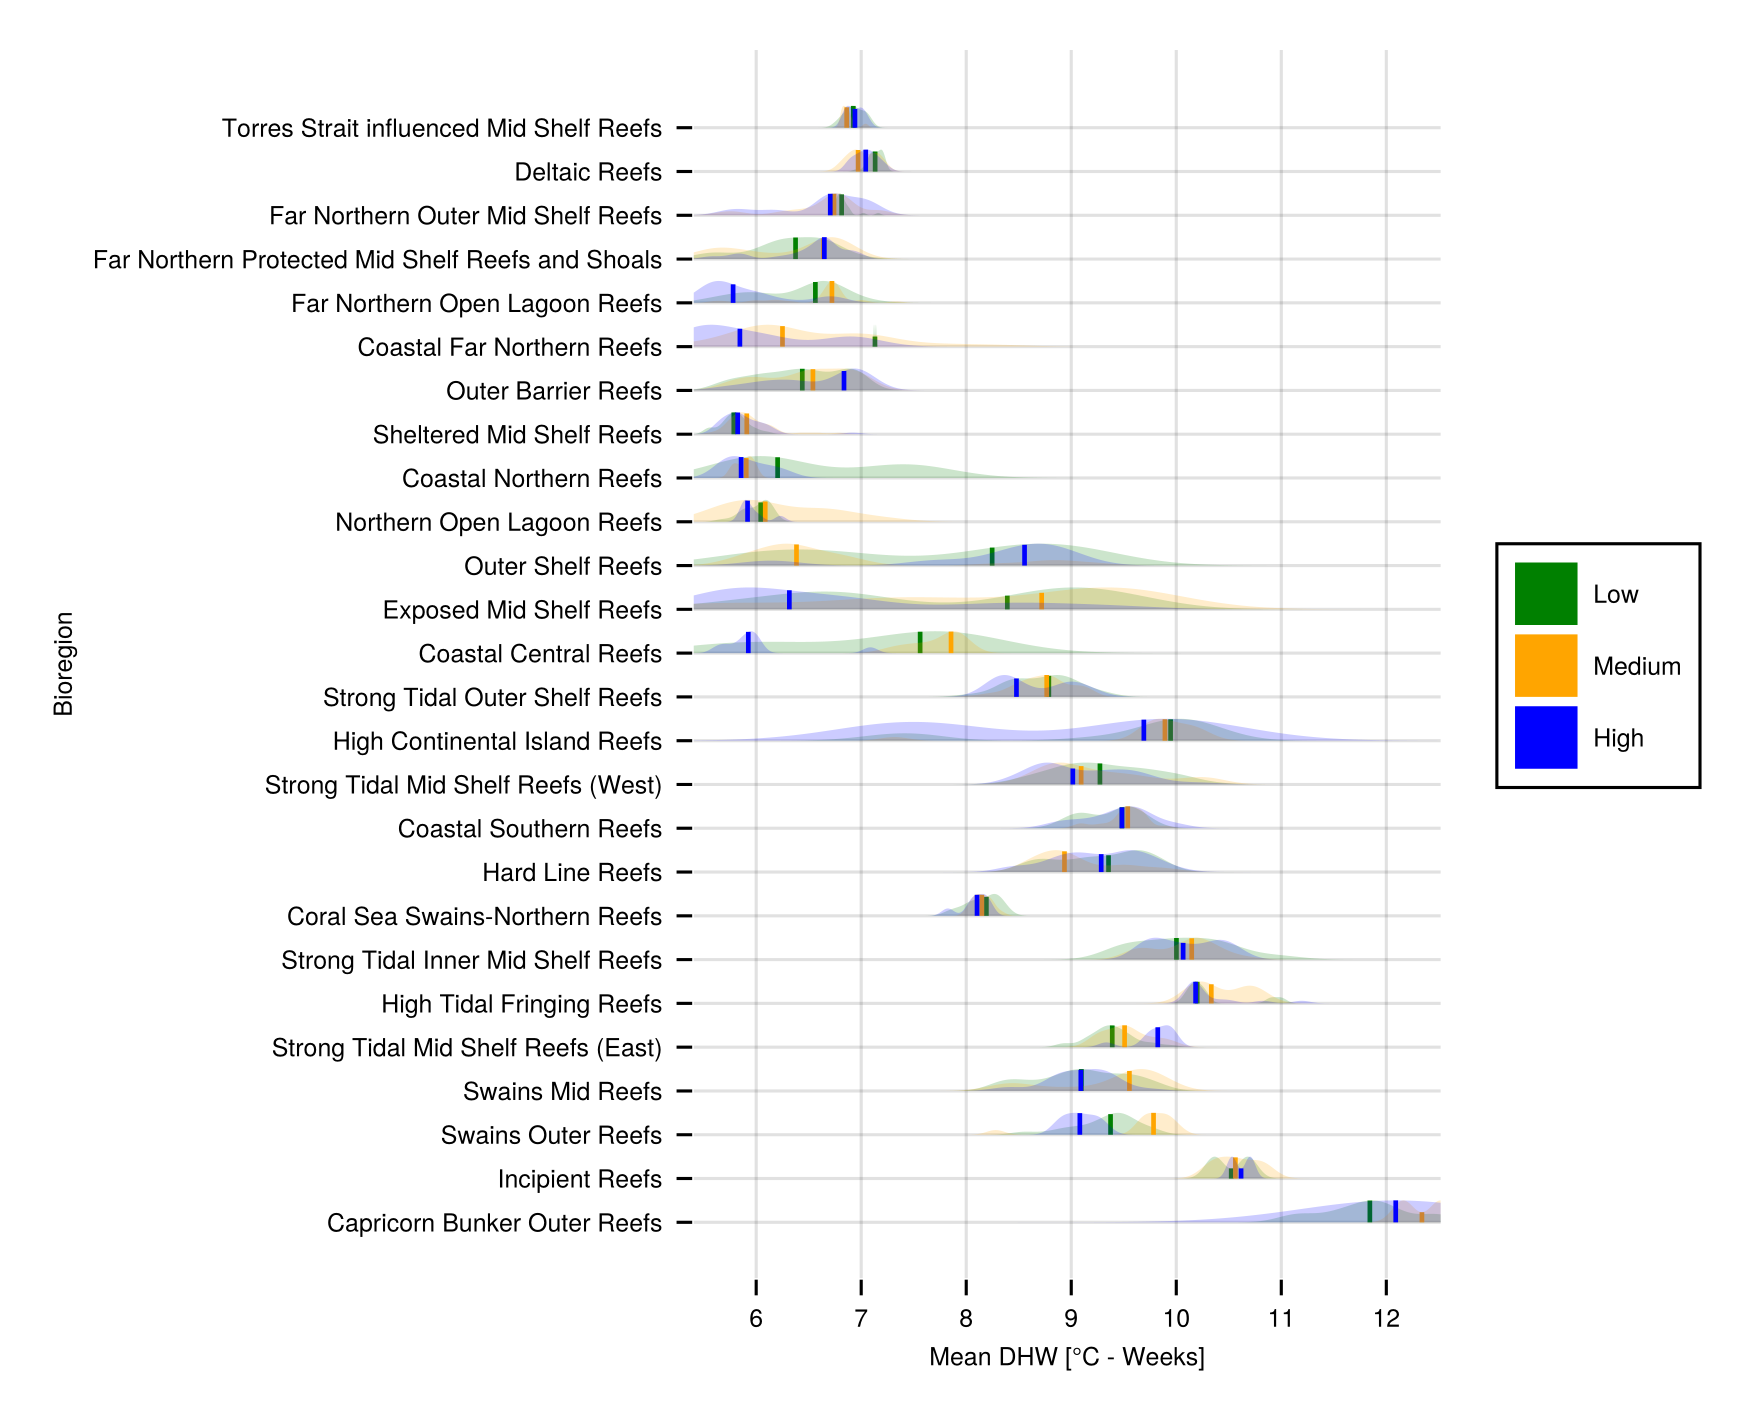 Torres Strait influenced Mid Shelf Reefs
Deltaic Reefs
Far Northern Outer Mid Shelf Reefs
Far Northern Protected Mid Shelf Reefs and Shoals
Far Northern Open Lagoon Reefs
Coastal Far Northern Reefs
Outer Barrier Reefs
Sheltered Mid Shelf Reefs
Coastal Northern Reefs
Northern Open Lagoon Reefs
Outer Shelf Reefs
Exposed Mid Shelf Reefs
Coastal Central Reefs
Strong Tidal Outer Shelf Reefs
High Continental Island Reefs
Strong Tidal Mid Shelf Reefs (West)
Coastal Southern Reefs
Hard Line Reefs
Coral Sea Swains-Northern Reefs
Strong Tidal Inner Mid Shelf Reefs
High Tidal Fringing Reefs
Strong Tidal Mid Shelf Reefs (East)
Swains Mid Reefs
Swains Outer Reefs
Incipient Reefs
Capricorn Bunker Outer Reefs
Bioregion
6 7 8 9 10 11 12
Mean DHW [°C - Weeks]
Low
Medium
High